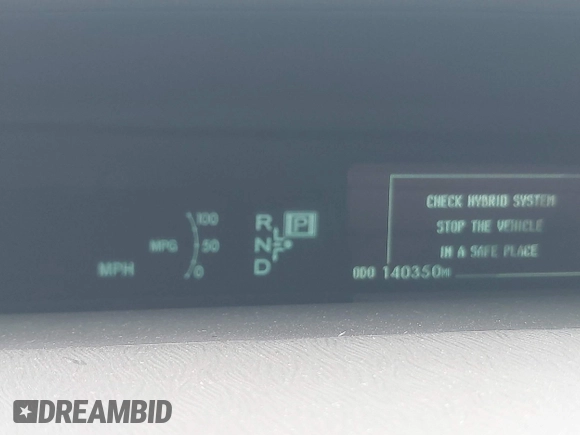 CHECK HYBRID SYSTEM
STOP THE VEHICLE
IN A SAFE PLACE
ODO 140350MI
100
MPG 50
0
MPH
R P
N
D
DREAMBID